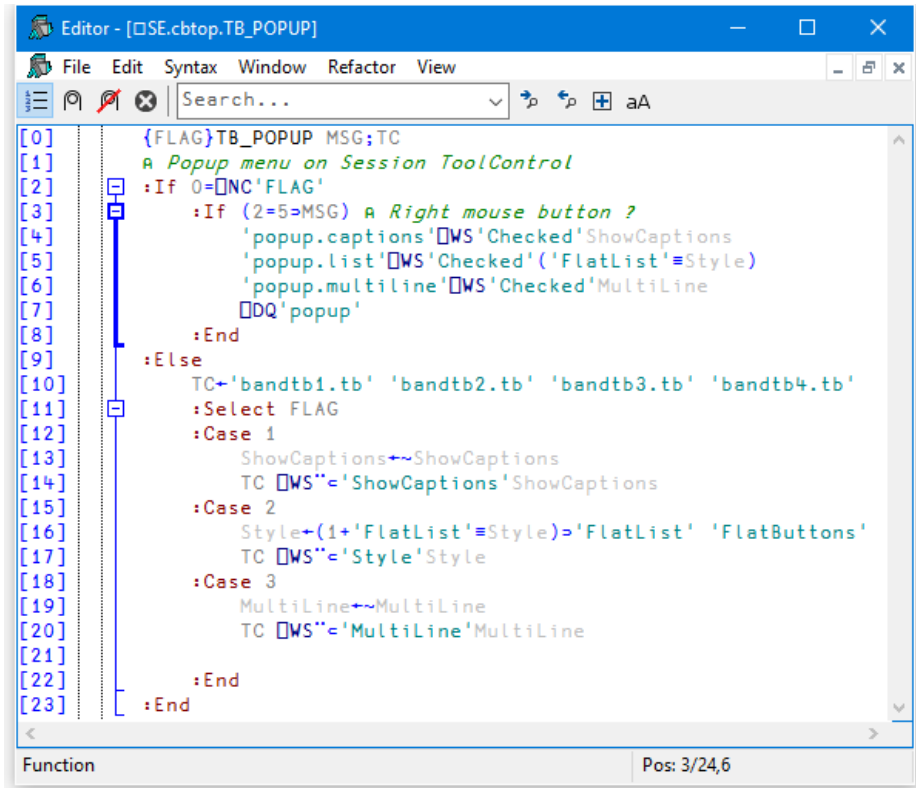 Editor - [⎕SE.cbtop.TB_POPUP]
File Edit Syntax Window Refactor View
Search... aA
[0] {FLAG}TB_POPUP MSG;TC
[1] ⍝ Popup menu on Session ToolControl
[2] :If 0=⎕NC'FLAG'
[3] :If (2=5⊃MSG) ⍝ Right mouse button ?
[4] 'popup.captions'⎕WS'Checked'ShowCaptions
[5] 'popup.list'⎕WS'Checked'('FlatList'≡Style)
[6] 'popup.multiline'⎕WS'Checked'MultiLine
[7] ⎕DQ'popup'
[8] :End
[9] :Else
[10] TC←'bandtb1.tb' 'bandtb2.tb' 'bandtb3.tb' 'bandtb4.tb'
[11] :Select FLAG
[12] :Case 1
[13] ShowCaptions←~ShowCaptions
[14] TC ⎕WS¨⊂'ShowCaptions'ShowCaptions
[15] :Case 2
[16] Style←(1+'FlatList'≡Style)⊃'FlatList' 'FlatButtons'
[17] TC ⎕WS¨⊂'Style'Style
[18] :Case 3
[19] MultiLine←~MultiLine
[20] TC ⎕WS¨⊂'MultiLine'MultiLine
[21]
[22] :End
[23] :End
Function Pos: 3/24,6